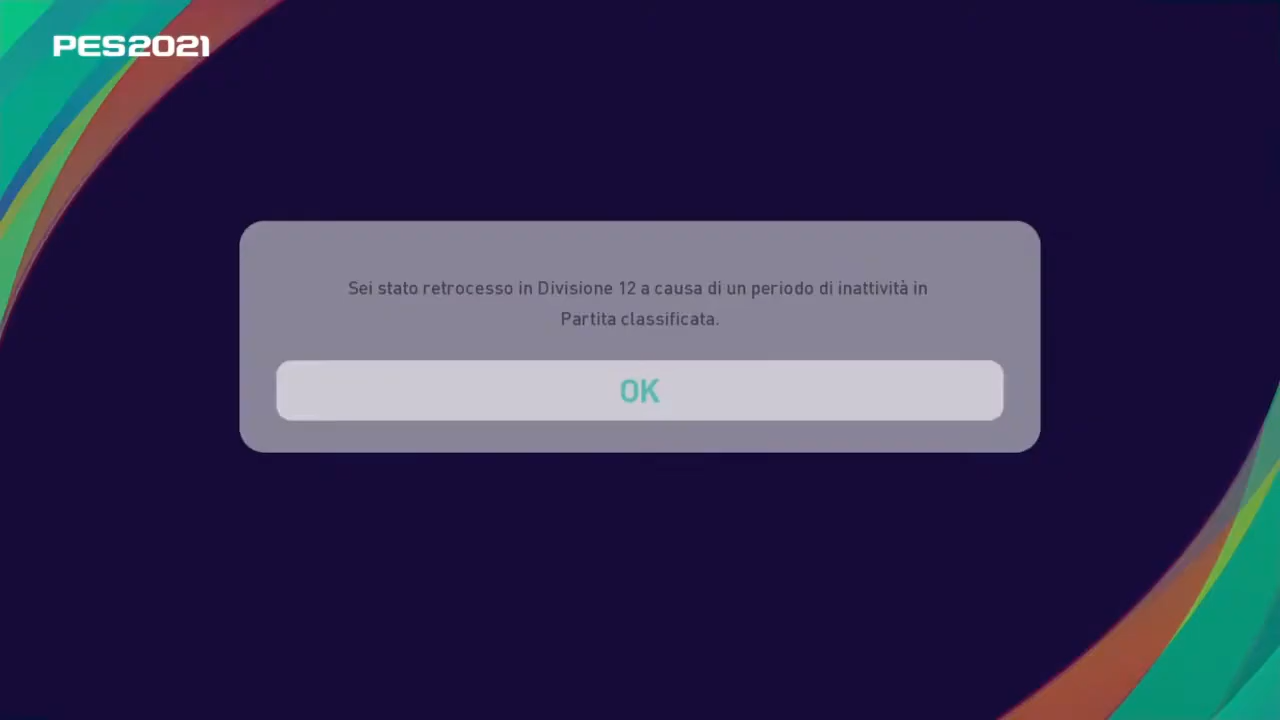 PES2021
Sei stato retrocesso in Divisione 12 a causa di un periodo di inattività in
Partita classificata.
OK